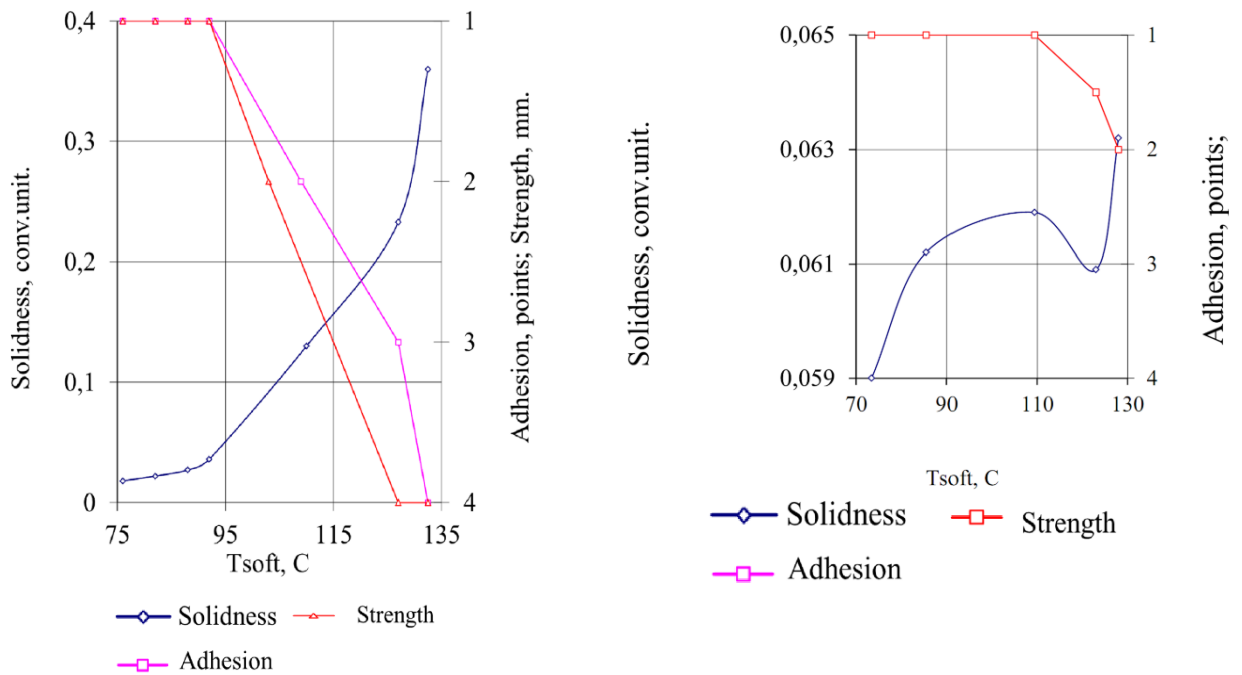 Solidness, conv.unit.
0,4
0,3
0,2
0,1
0
75
95
115
135
Tsoft, C
1
2
3
4
Adhesion, points; Strength, mm.
Solidness
Strength
Adhesion
Solidness, conv.unit.
0,065
0,063
0,061
0,059
70
90
110
130
Tsoft, C
1
2
3
4
Adhesion, points;
Solidness
Strength
Adhesion